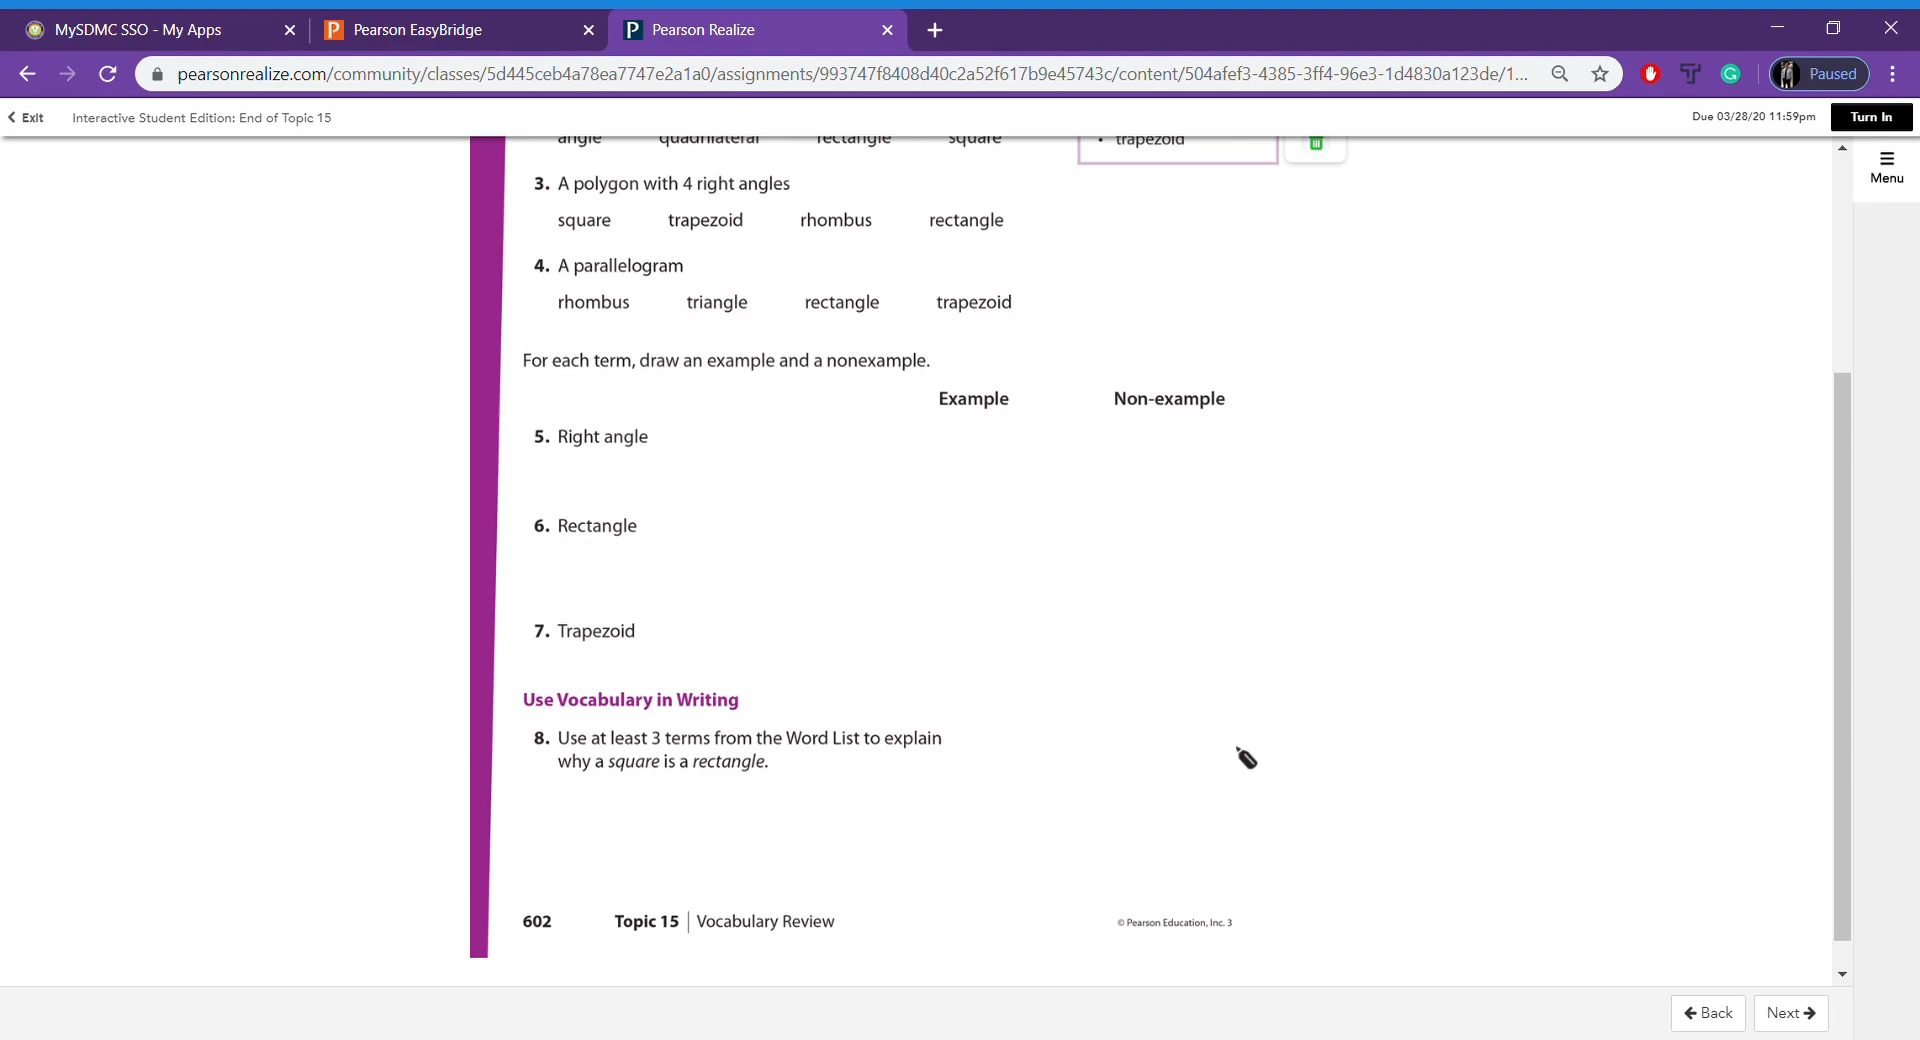 MySDMC SSO - My Apps
Pearson EasyBridge
Pearson Realize
pearsonrealize.com/community/classes/5d445ceb4a78ea7747e2a1a0/assignments/993747f8408d40c2a52f617b9e45743c/content/504afef3-4385-3ff4-96e3-1d4830a123de/1...
Paused
Exit
Interactive Student Edition: End of Topic 15
Due 03/28/20 11:59pm
Turn In
Menu
angle quadrilateral rectangle square
• trapezoid
3. A polygon with 4 right angles
square trapezoid rhombus rectangle
4. A parallelogram
rhombus triangle rectangle trapezoid
For each term, draw an example and a nonexample.
Example Non-example
5. Right angle
6. Rectangle
7. Trapezoid
Use Vocabulary in Writing
8. Use at least 3 terms from the Word List to explain
why a square is a rectangle.
602 Topic 15 | Vocabulary Review
© Pearson Education, Inc. 3
Back
Next